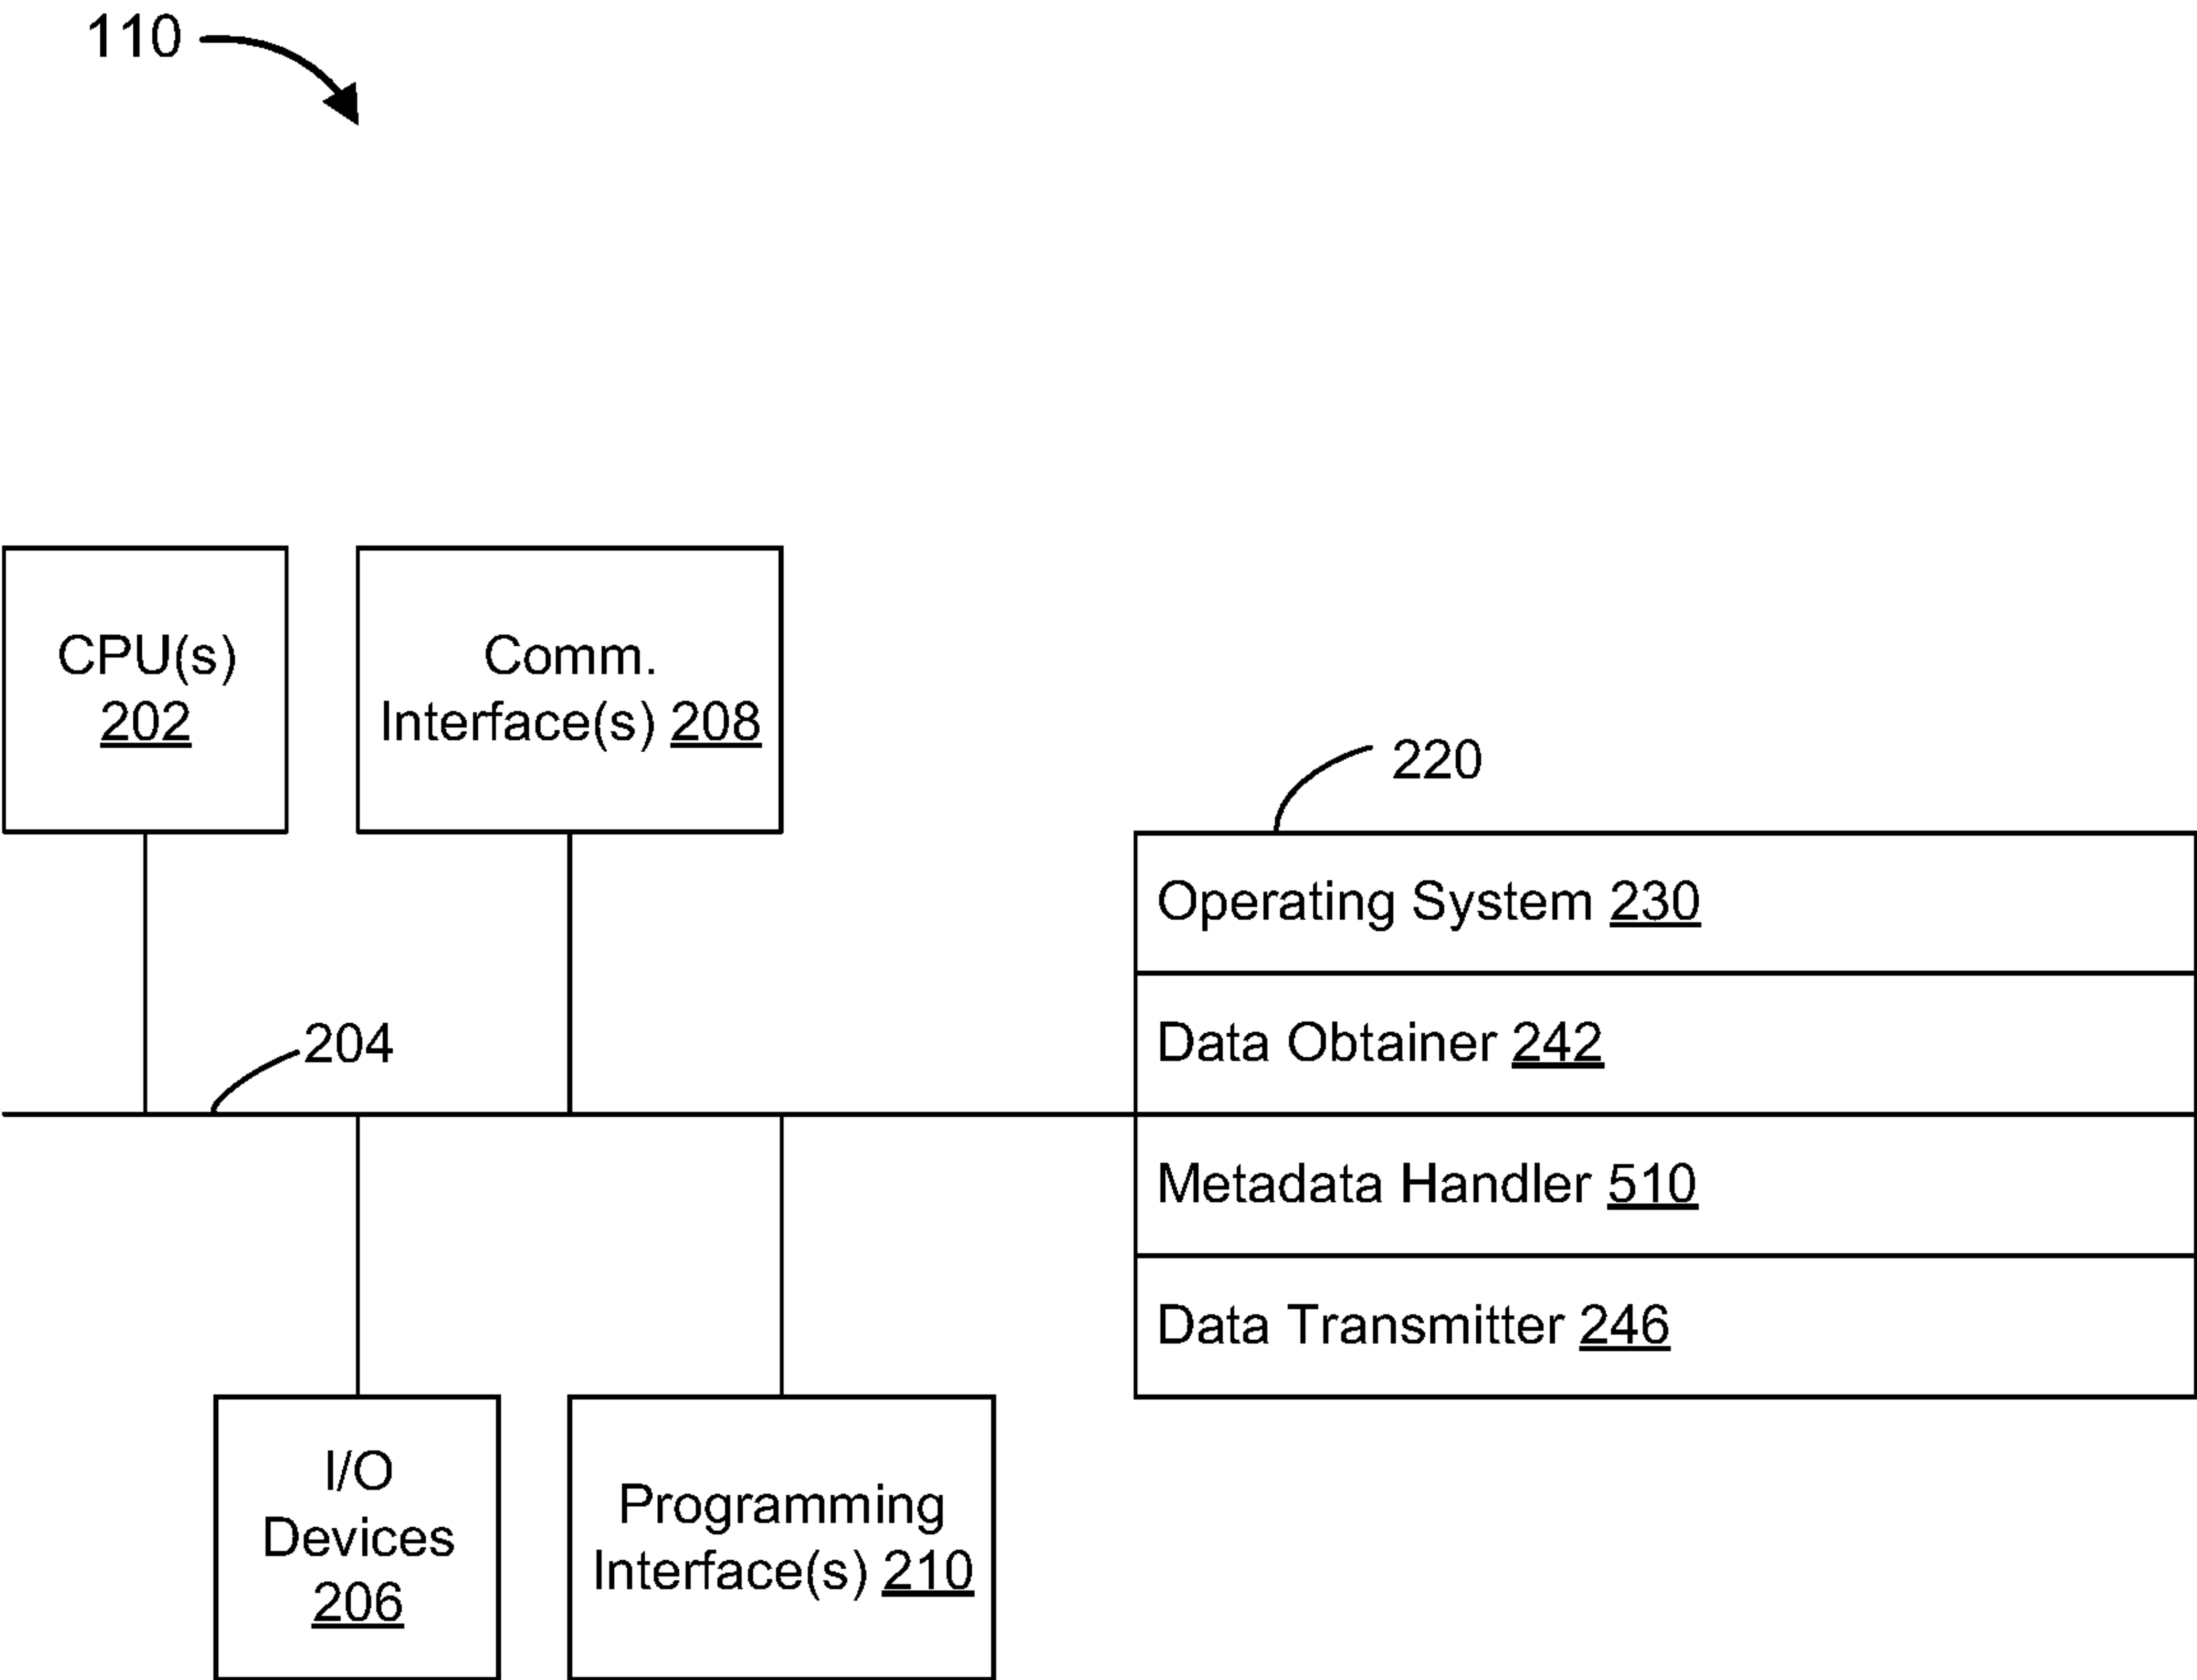 110
CPU(s)
202
Comm.
Interface(s) 208
220
Operating System 230
Data Obtainer 242
204
Metadata Handler 510
Data Transmitter 246
I/O
Devices
206
Programming
Interface(s) 210